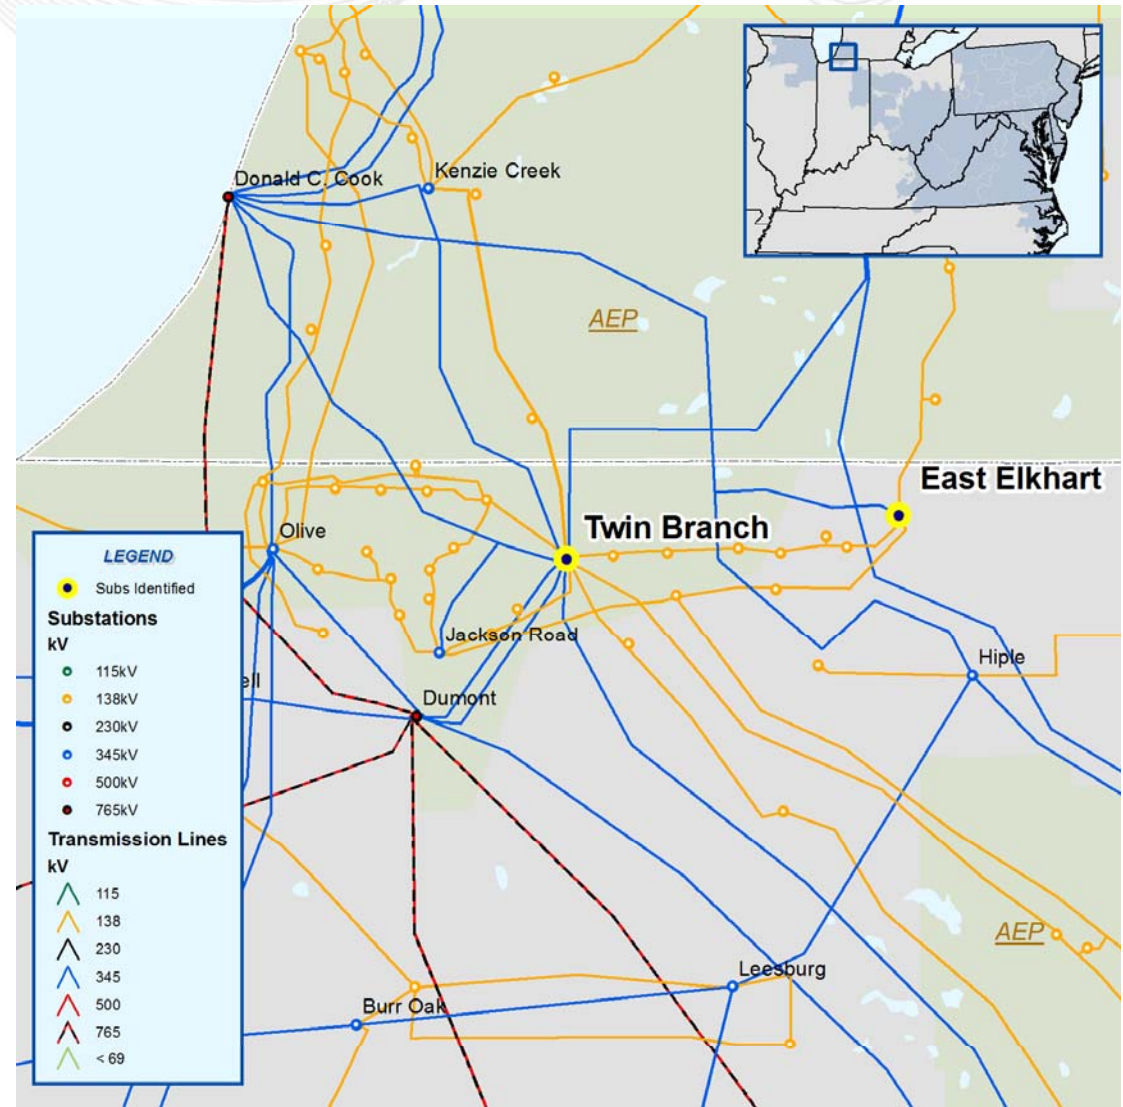 Donald C. Cook
Kenzie Creek
AEP
East Elkhart
Twin Branch
Olive
LEGEND
Subs Identified
Substations
kV
115kV
138kV
230kV
345kV
500kV
765kV
Transmission Lines
kV
115
138
230
345
500
765
< 69
Jackson Road
Hiple
ell
Dumont
AEP
Leesburg
Burr Oak